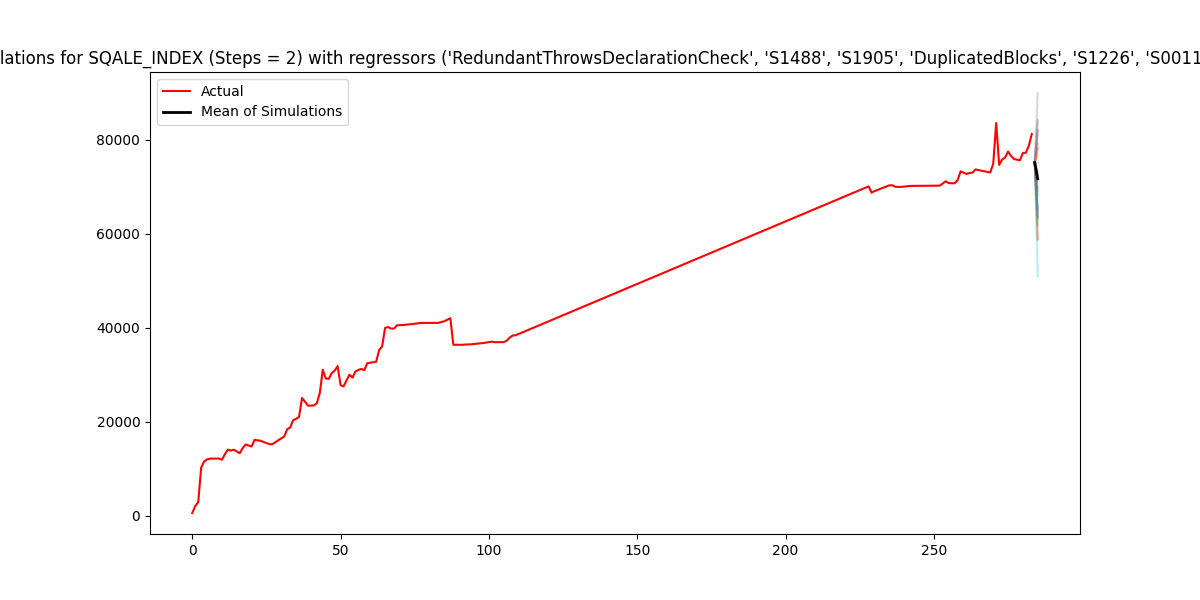 lations for SQALE_INDEX (Steps = 2) with regressors ('RedundantThrowsDeclarationCheck', 'S1488', 'S1905', 'DuplicatedBlocks', 'S1226', 'S0011
Actual
Mean of Simulations
80000
60000
40000
20000
0
0 50 100 150 200 250